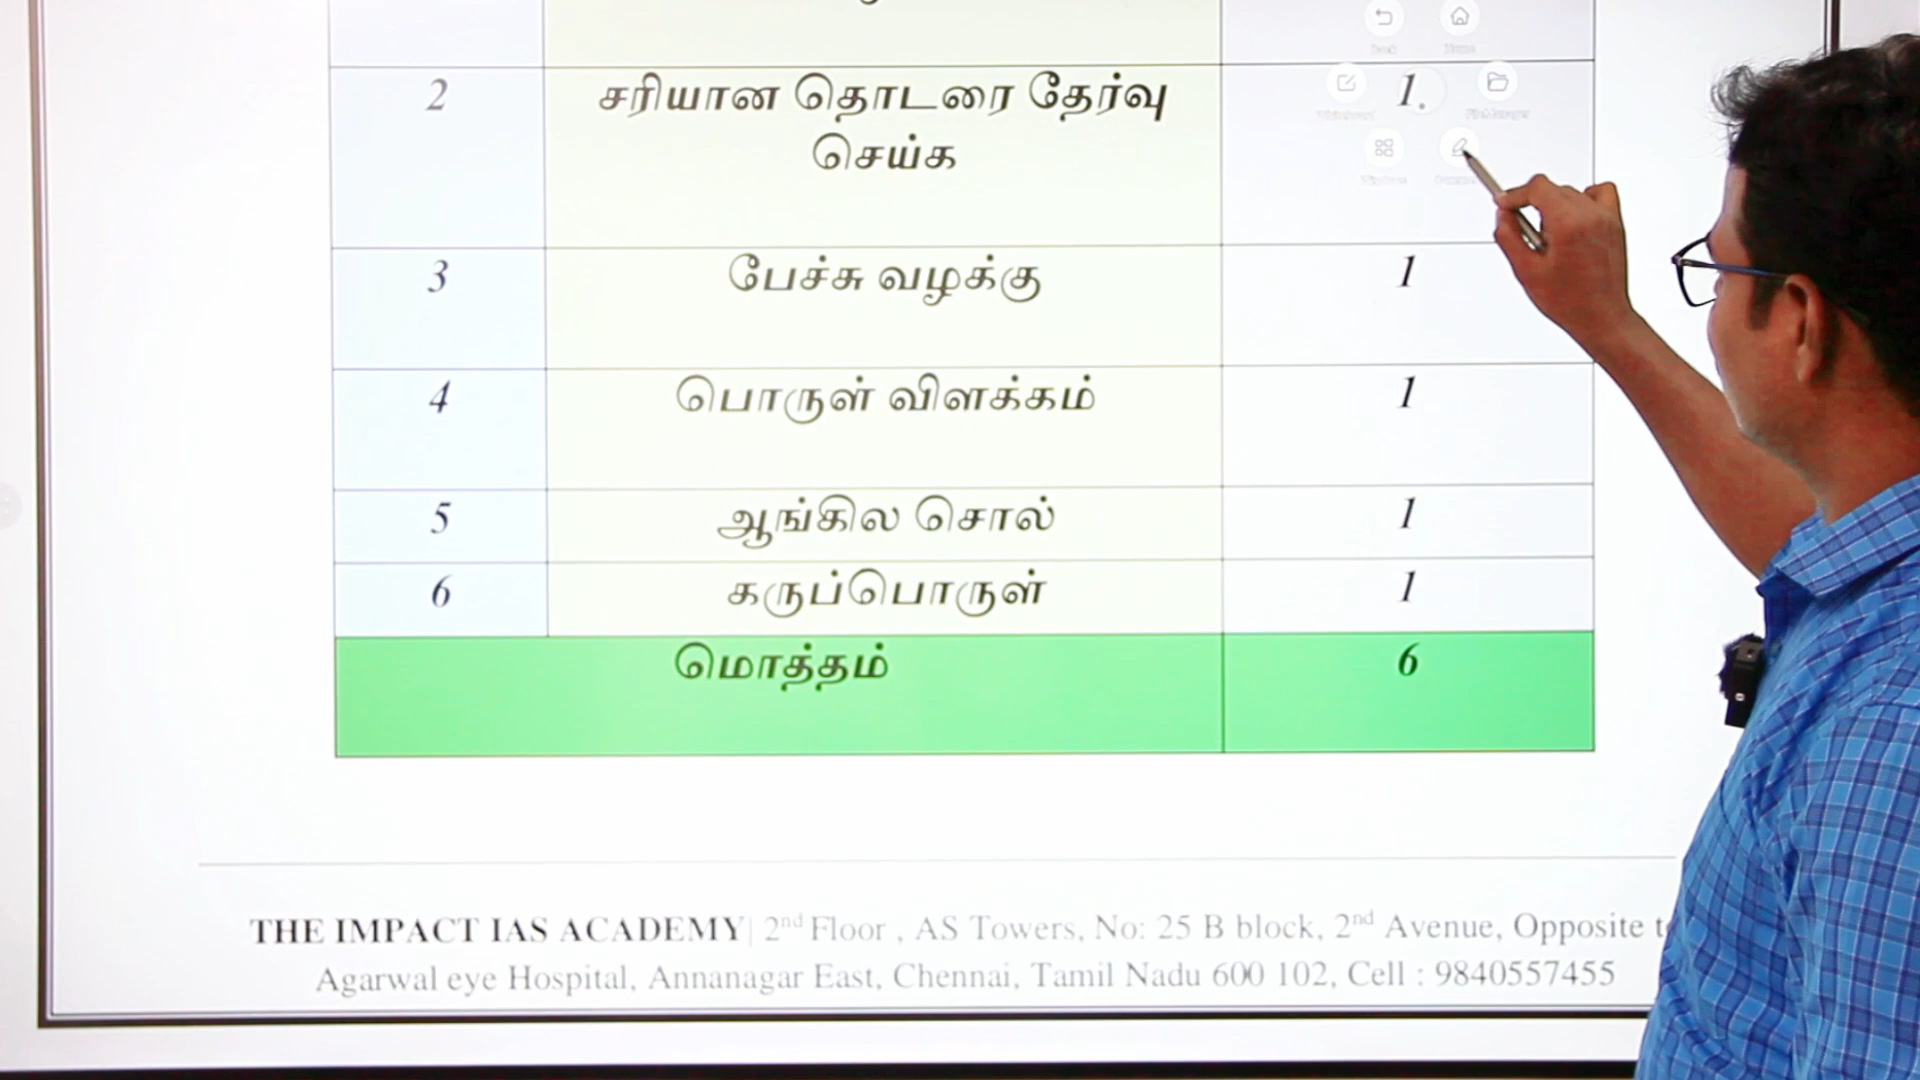 2 சரியான தொடரை தேர்வு 1
செய்க
3 பேச்சு வழக்கு 1
4 பொருள் விளக்கம் 1
5 ஆங்கில சொல் 1
6 கருப்பொருள் 1
மொத்தம் 6
THE IMPACT IAS ACADEMY| 2nd Floor , AS Towers, No: 25 B block, 2nd Avenue, Opposite
Agarwal eye Hospital, Annanagar East, Chennai, Tamil Nadu 600 102, Cell : 9840557455